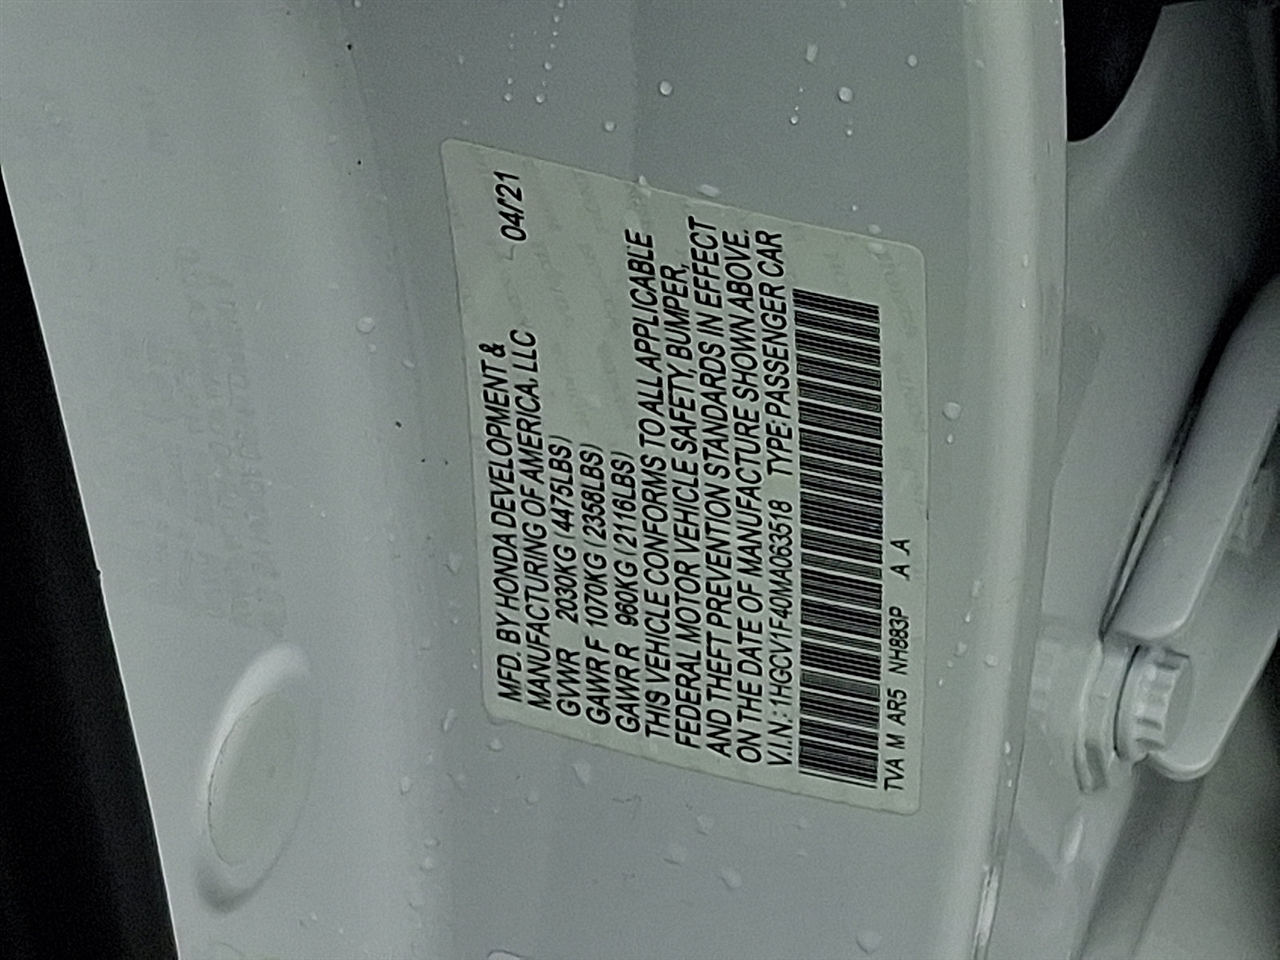 MFD. BY HONDA DEVELOPMENT & 04/21
MANUFACTURING OF AMERICA, LLC
GVWR 2030KG (4475LBS)
GAWR F 1070KG (2358LBS)
GAWR R 960KG (2116LBS)
THIS VEHICLE CONFORMS TO ALL APPLICABLE
FEDERAL MOTOR VEHICLE SAFETY, BUMPER,
AND THEFT PREVENTION STANDARDS IN EFFECT
ON THE DATE OF MANUFACTURE SHOWN ABOVE.
V.I.N.: 1HGCV1F40MA063518 TYPE:PASSENGER CAR
TVA M AR5 NH883P A A